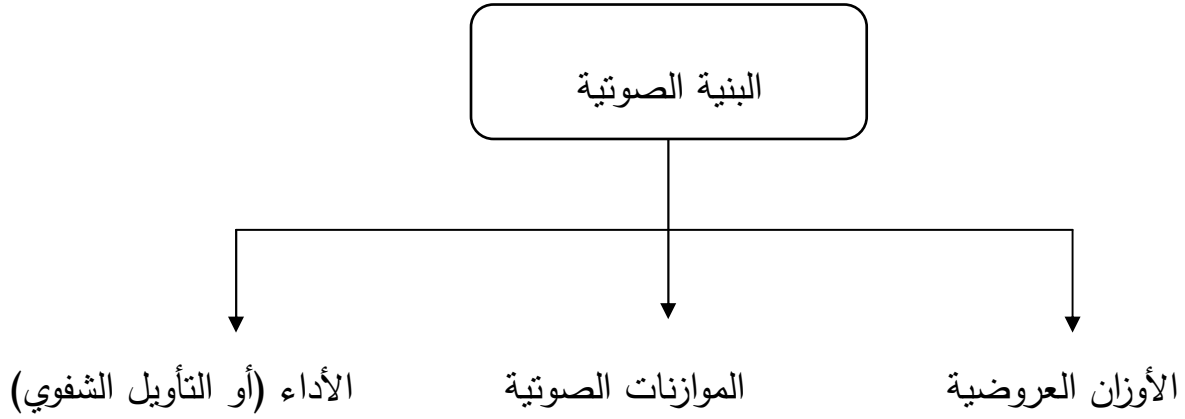 البنية الصوتية
الأوزان العروضية
الموازنات الصوتية
الأداء (أو التأويل الشفوي)